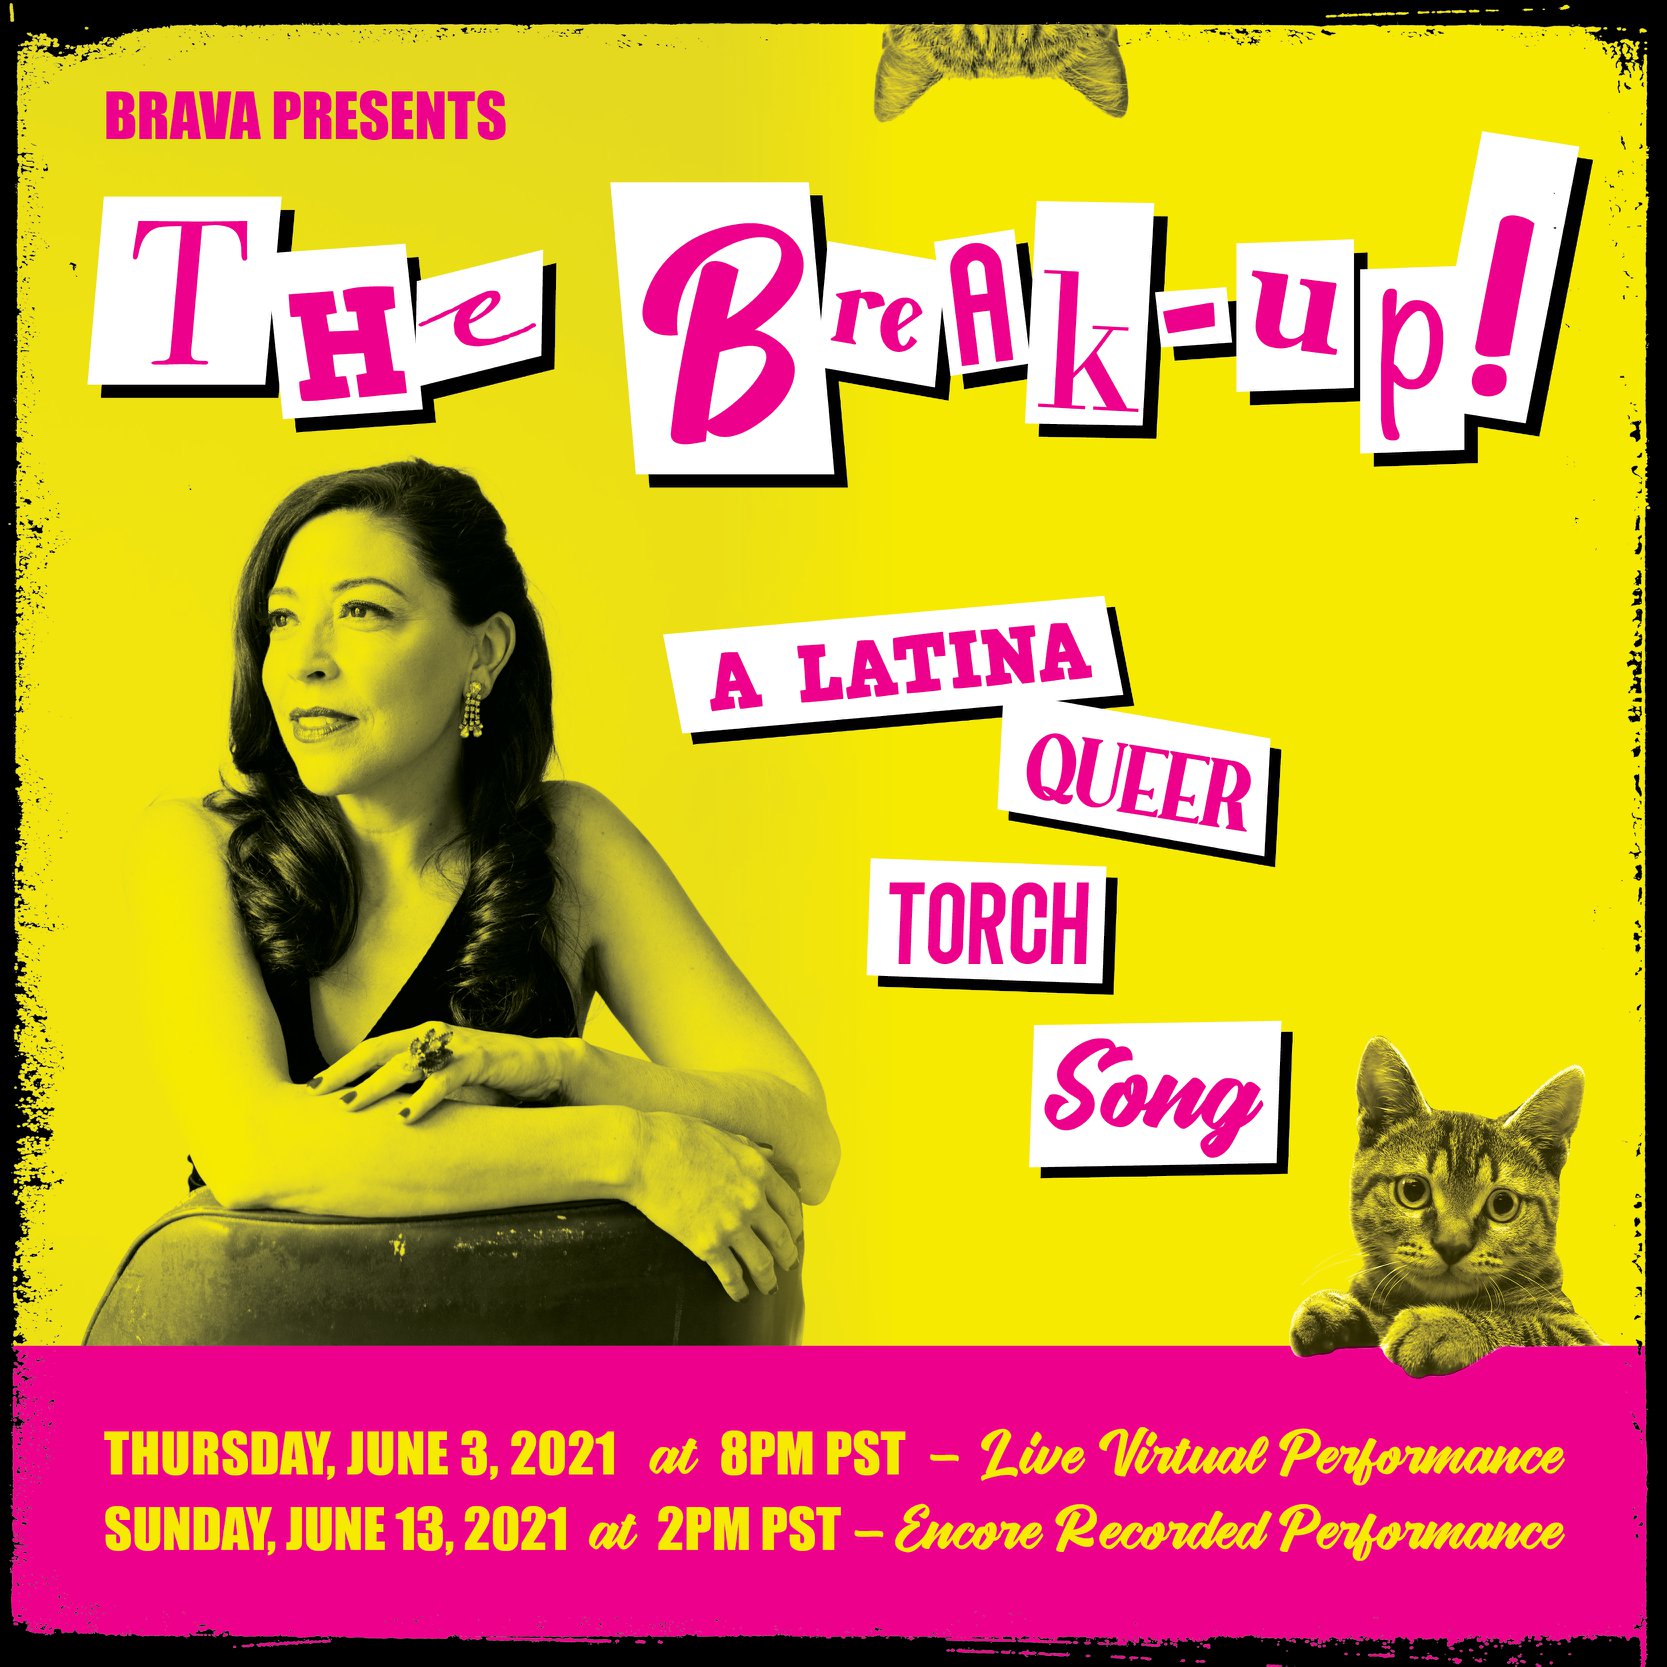 BRAVA PRESENTS
THe BreAk-up!
A LATINA
QUEER
TORCH
Song
THURSDAY, JUNE 3, 2021 at 8PM PST – Live Virtual Performance
SUNDAY, JUNE 13, 2021 at 2PM PST – Encore Recorded Performance